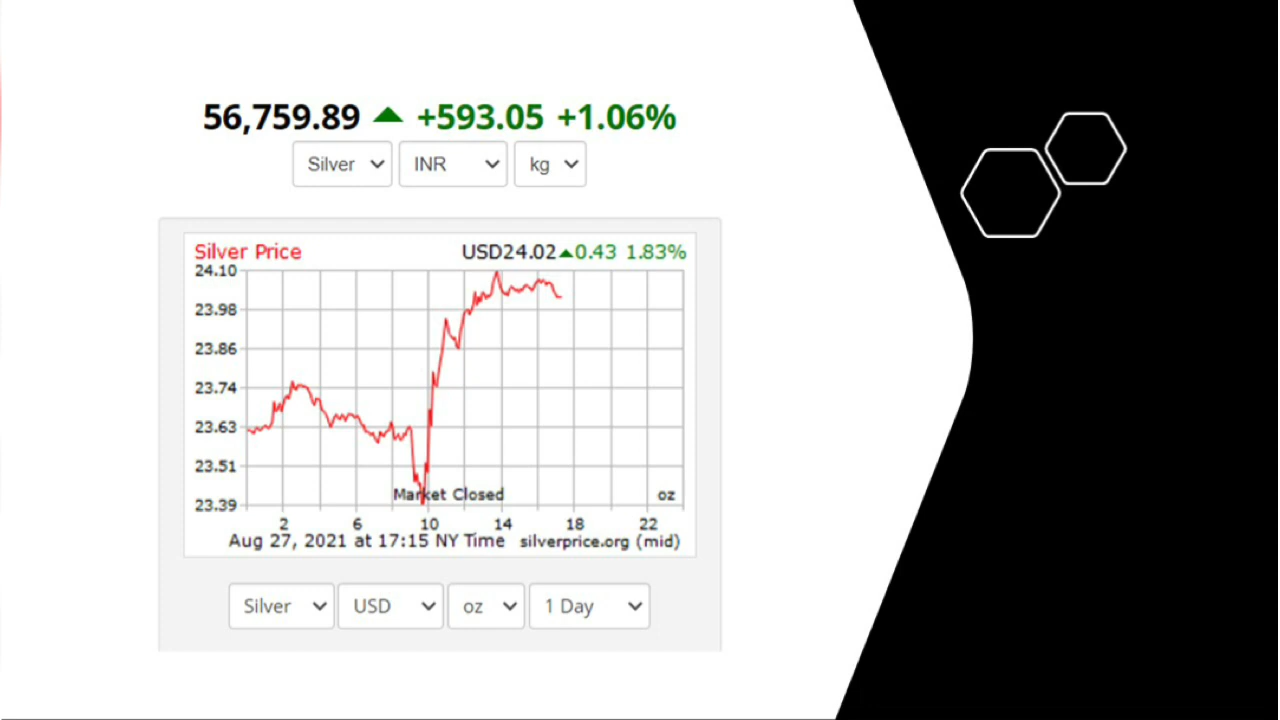 56,759.89 ▲ +593.05 +1.06%
Silver INR kg
Silver Price USD24.02▲0.43 1.83%
24.10
23.98
23.86
23.74
23.63
23.51
23.39
Market Closed oz
2 6 10 14 18 22
Aug 27, 2021 at 17:15 NY Time silverprice.org (mid)
Silver USD oz 1 Day